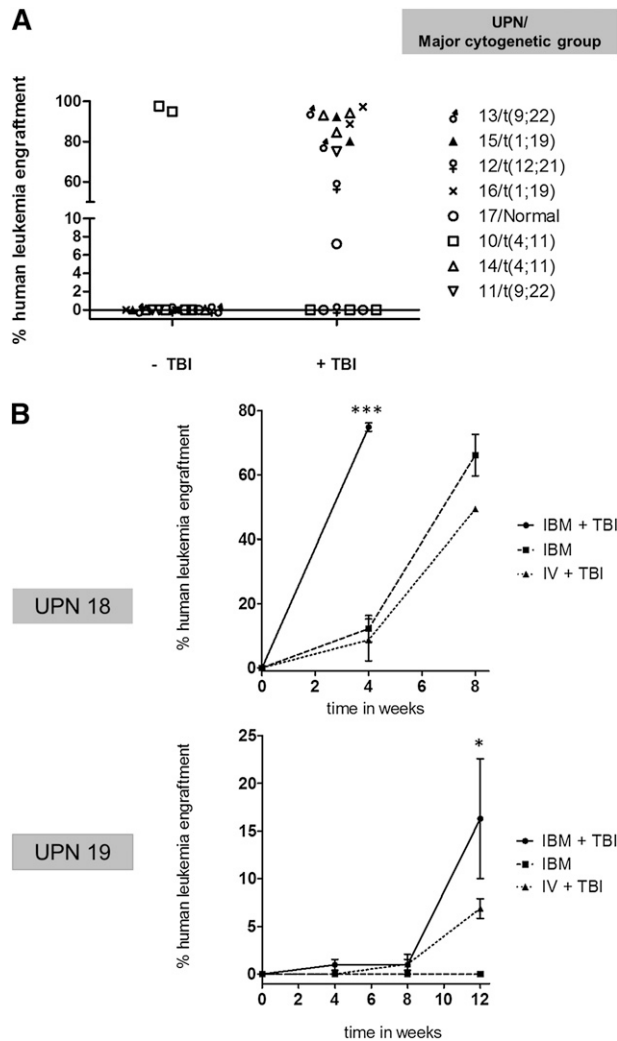 A
UPN/
Major cytogenetic group
% human leukemia engraftment
100
80
60
10
8
6
4
2
0
- TBI
+ TBI
13/t(9;22)
15/t(1;19)
12/t(12;21)
16/t(1;19)
17/Normal
10/t(4;11)
14/t(4;11)
11/t(9;22)
B
UPN 18
% human leukemia engraftment
80
60
40
20
0
0 2 4 6 8
time in weeks
***
IBM + TBI
IBM
IV + TBI
UPN 19
% human leukemia engraftment
25
20
15
10
5
0
0 2 4 6 8 10 12
time in weeks
*
IBM + TBI
IBM
IV + TBI